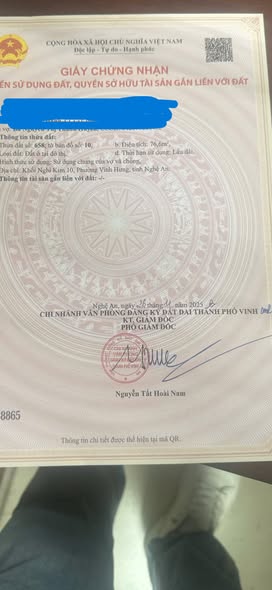 CỘNG HÒA XÃ HỘI CHỦ NGHĨA VIỆT NAM
Độc lập - Tự do - Hạnh phúc
GIẤY CHỨNG NHẬN
ỀN SỬ DỤNG ĐẤT, QUYỀN SỞ HỮU TÀI SẢN GẮN LIỀN VỚI ĐẤT
Thông tin thửa đất:
Thửa đất số: 658; tờ bản đồ số: 10, b. Diện tích: 76,6m²
Loại đất: Đất ở tại đô thị, d. Thời hạn sử dụng: Lâu dài
Hình thức sử dụng: Sử dụng chung của vợ và chồng,
Địa chỉ: Khối Nghi Kim 10, Phường Vinh Hưng, tỉnh Nghệ An.
Thông tin tài sản gắn liền với đất: -/-
Nghệ An, ngày 26 tháng 11 năm 2025
CHI NHÁNH VĂN PHÒNG ĐĂNG KÝ ĐẤT ĐAI THÀNH PHỐ VINH
KT. GIÁM ĐỐC
PHÓ GIÁM ĐỐC
Nguyễn Tất Hoài Nam
8865
Thông tin chi tiết được thể hiện tại mã QR.